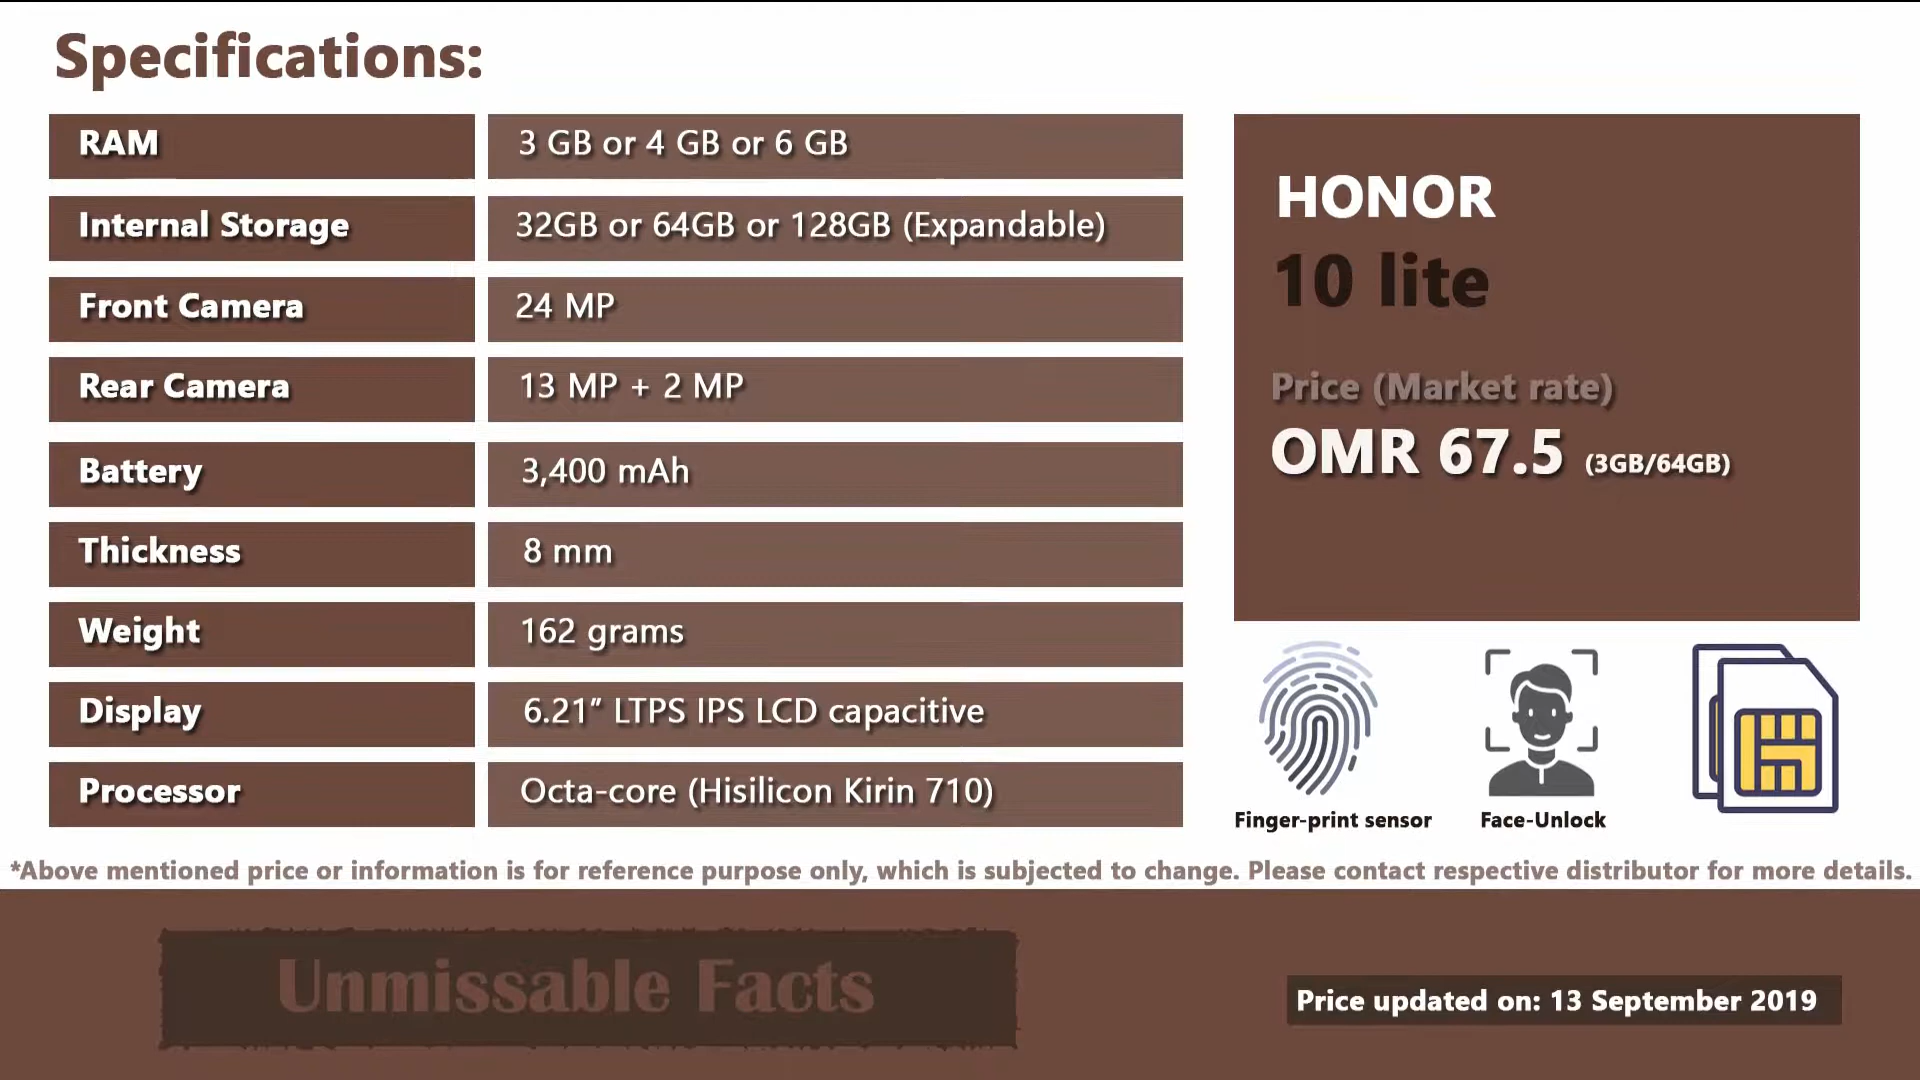 Specifications:
RAM
3 GB or 4 GB or 6 GB
Internal Storage
32GB or 64GB or 128GB (Expandable)
Front Camera
24 MP
Rear Camera
13 MP + 2 MP
Battery
3,400 mAh
Thickness
8 mm
Weight
162 grams
Display
6.21” LTPS IPS LCD capacitive
Processor
Octa-core (Hisilicon Kirin 710)
HONOR
10 lite
Price (Market rate)
OMR 67.5 (3GB/64GB)
Finger-print sensor
Face-Unlock
*Above mentioned price or information is for reference purpose only, which is subjected to change. Please contact respective distributor for more details.
Unmissable Facts
Price updated on: 13 September 2019